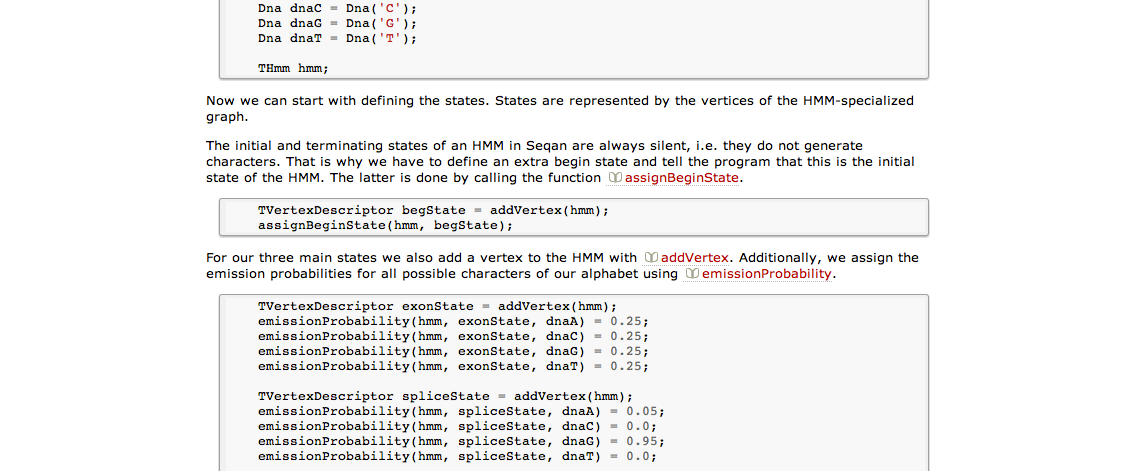 Dna dnaC = Dna('C');
Dna dnaG = Dna('G');
Dna dnaT = Dna('T');
THmm hmm;
Now we can start with defining the states. States are represented by the vertices of the HMM-specialized
graph.
The initial and terminating states of an HMM in Seqan are always silent, i.e. they do not generate
characters. That is why we have to define an extra begin state and tell the program that this is the initial
state of the HMM. The latter is done by calling the function assignBeginState.
TVertexDescriptor begState = addVertex(hmm);
assignBeginState(hmm, begState);
For our three main states we also add a vertex to the HMM with addVertex. Additionally, we assign the
emission probabilities for all possible characters of our alphabet using emissionProbability.
TVertexDescriptor exonState = addVertex(hmm);
emissionProbability(hmm, exonState, dnaA) = 0.25;
emissionProbability(hmm, exonState, dnaC) = 0.25;
emissionProbability(hmm, exonState, dnaG) = 0.25;
emissionProbability(hmm, exonState, dnaT) = 0.25;
TVertexDescriptor spliceState = addVertex(hmm);
emissionProbability(hmm, spliceState, dnaA) = 0.05;
emissionProbability(hmm, spliceState, dnaC) = 0.0;
emissionProbability(hmm, spliceState, dnaG) = 0.95;
emissionProbability(hmm, spliceState, dnaT) = 0.0;